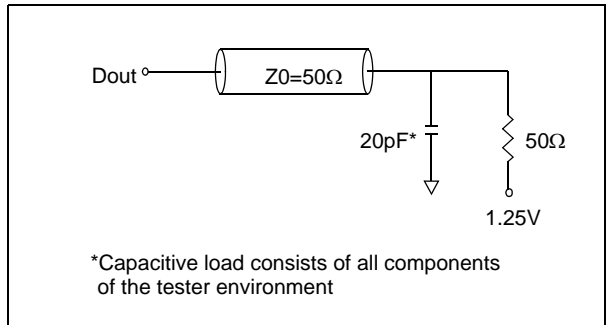 Dout
Z0=50Ω
20pF*
50Ω
1.25V
*Capacitive load consists of all components
of the tester environment